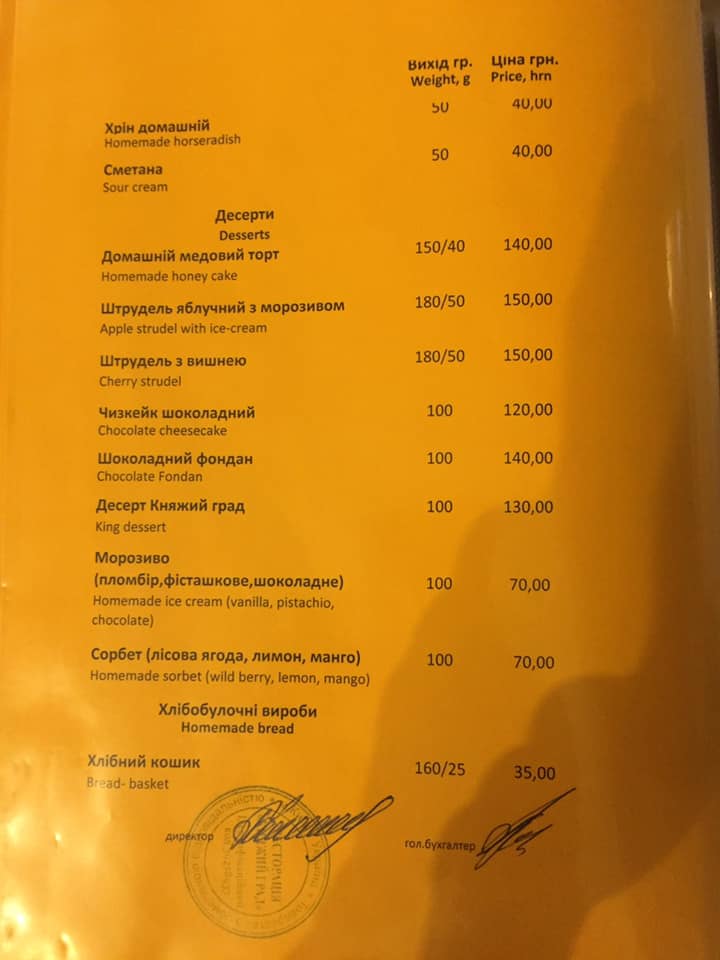 Вихід гр. Ціна грн.
Weight, g Price, hrn
Хрін домашній 50 40,00
Homemade horseradish
Сметана 50 40,00
Sour cream
Десерти
Desserts
Домашній медовий торт 150/40 140,00
Homemade honey cake
Штрудель яблучний з морозивом 180/50 150,00
Apple strudel with ice-cream
Штрудель з вишнею 180/50 150,00
Cherry strudel
Чизкейк шоколадний 100 120,00
Chocolate cheesecake
Шоколадний фондан 100 140,00
Chocolate Fondan
Десерт Княжий град 100 130,00
King dessert
Морозиво
(пломбір,фісташкове,шоколадне) 100 70,00
Homemade ice cream (vanilla, pistachio,
chocolate)
Сорбет (лісова ягода, лимон, манго) 100 70,00
Homemade sorbet (wild berry, lemon, mango)
Хлібобулочні вироби
Homemade bread
Хлібний кошик 160/25 35,00
Bread- basket
директор
гол.бухгалтер